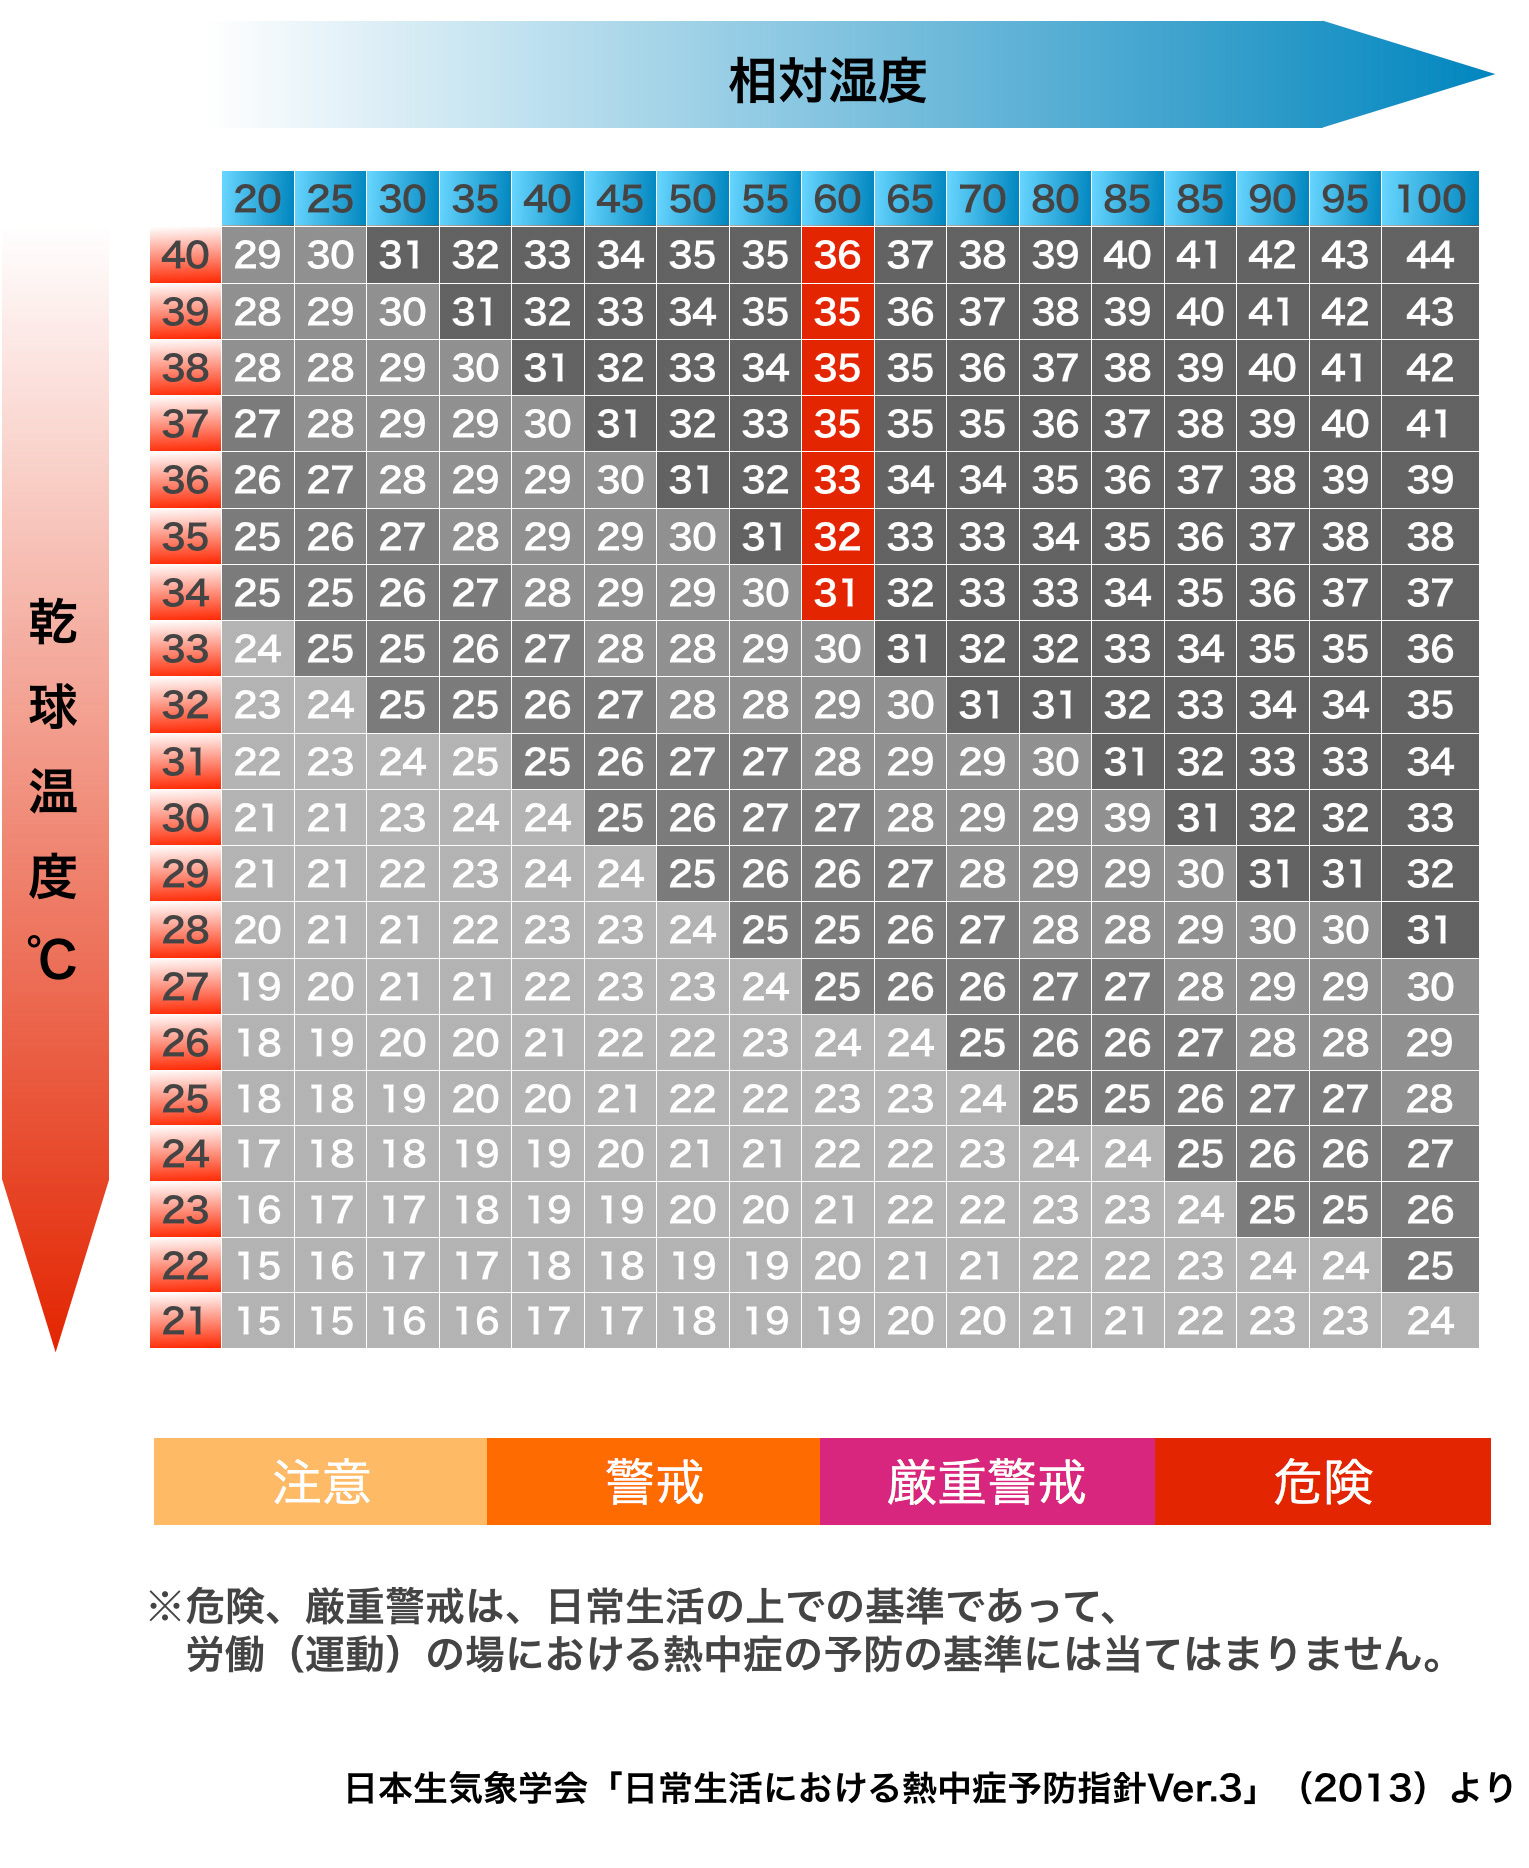 相対湿度
20 25 30 35 40 45 50 55 60 65 70 80 85 85 90 95 100
40 29 30 31 32 33 34 35 35 36 37 38 39 40 41 42 43 44
39 28 29 30 31 32 33 34 35 35 36 37 38 39 40 41 42 43
38 28 28 29 30 31 32 33 34 35 35 36 37 38 39 40 41 42
37 27 28 29 29 30 31 32 33 35 35 35 36 37 38 39 40 41
36 26 27 28 29 29 30 31 32 33 34 34 35 36 37 38 39 39
35 25 26 27 28 29 29 30 31 32 33 33 34 35 36 37 38 38
34 25 25 26 27 28 29 29 30 31 32 33 33 34 35 36 37 37
33 24 25 25 26 27 28 28 29 30 31 32 32 33 34 35 35 36
32 23 24 25 25 26 27 28 28 29 30 31 31 32 33 34 34 35
31 22 23 24 25 25 26 27 27 28 29 29 30 31 32 33 33 34
30 21 21 23 24 24 25 26 27 27 28 29 29 39 31 32 32 33
29 21 21 22 23 24 24 25 26 26 27 28 29 29 30 31 31 32
28 20 21 21 22 23 23 24 25 25 26 27 28 28 29 30 30 31
27 19 20 21 21 22 23 23 24 25 26 26 27 27 28 29 29 30
26 18 19 20 20 21 22 22 23 24 24 25 26 26 27 28 28 29
25 18 18 19 20 20 21 22 22 23 23 24 25 25 26 27 27 28
24 17 18 18 19 19 20 21 21 22 22 23 24 24 25 26 26 27
23 16 17 17 18 19 19 20 20 21 22 22 23 23 24 25 25 26
22 15 16 17 17 18 18 19 19 20 21 21 22 22 23 24 24 25
21 15 15 16 16 17 17 18 19 19 20 20 21 21 22 23 23 24
乾球温度℃
注意 警戒 厳重警戒 危険
※危険、厳重警戒は、日常生活の上での基準であって、
労働（運動）の場における熱中症の予防の基準には当てはまりません。
日本生気象学会「日常生活における熱中症予防指針Ver.3」（2013）より